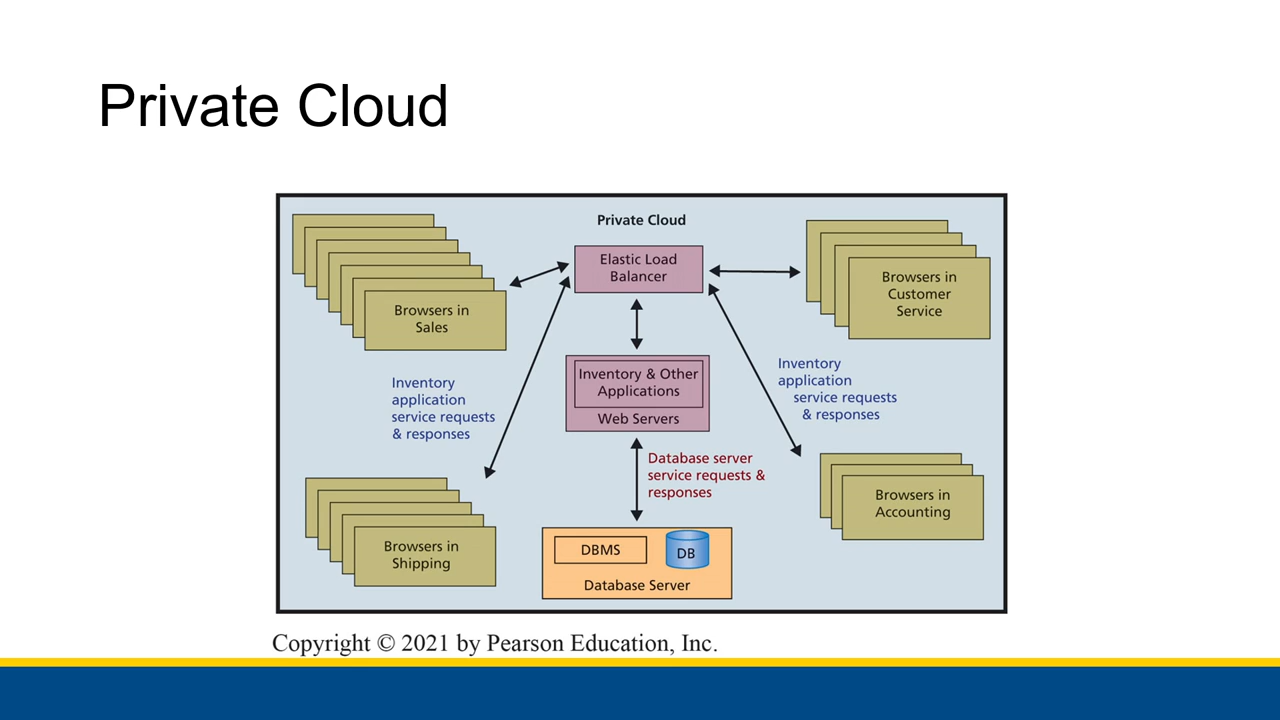 Private Cloud
Private Cloud
Elastic Load
Balancer
Browsers in
Sales
Browsers in
Customer
Service
Inventory & Other
Applications
Web Servers
Inventory
application
service requests
& responses
Inventory
application
service requests
& responses
Database server
service requests &
responses
Browsers in
Shipping
Browsers in
Accounting
DBMS
DB
Database Server
Copyright © 2021 by Pearson Education, Inc.